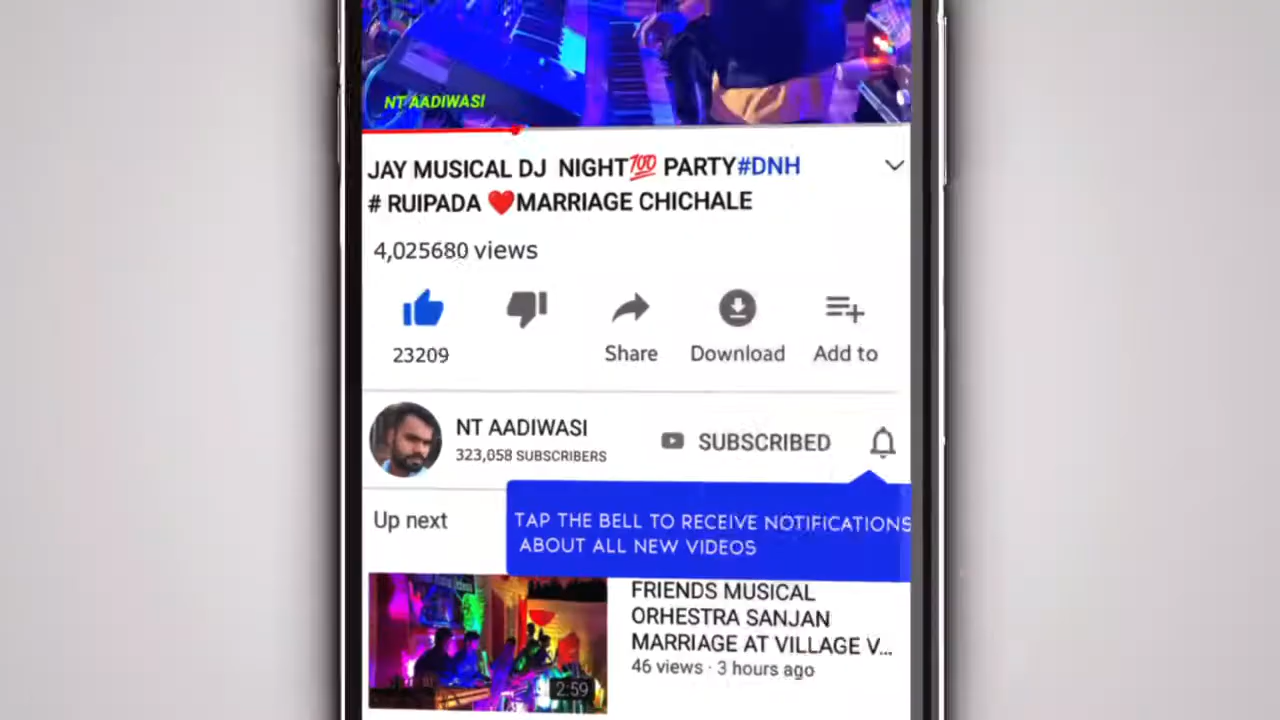 NT AADIWASI
JAY MUSICAL DJ NIGHT💯 PARTY#DNH
# RUIPADA ❤️MARRIAGE CHICHALE
4,025680 views
23209
Share
Download
Add to
NT AADIWASI
323,058 SUBSCRIBERS
SUBSCRIBED
Up next
TAP THE BELL TO RECEIVE NOTIFICATIONS
ABOUT ALL NEW VIDEOS
FRIENDS MUSICAL
ORHESTRA SANJAN
MARRIAGE AT VILLAGE V...
46 views · 3 hours ago
2:59